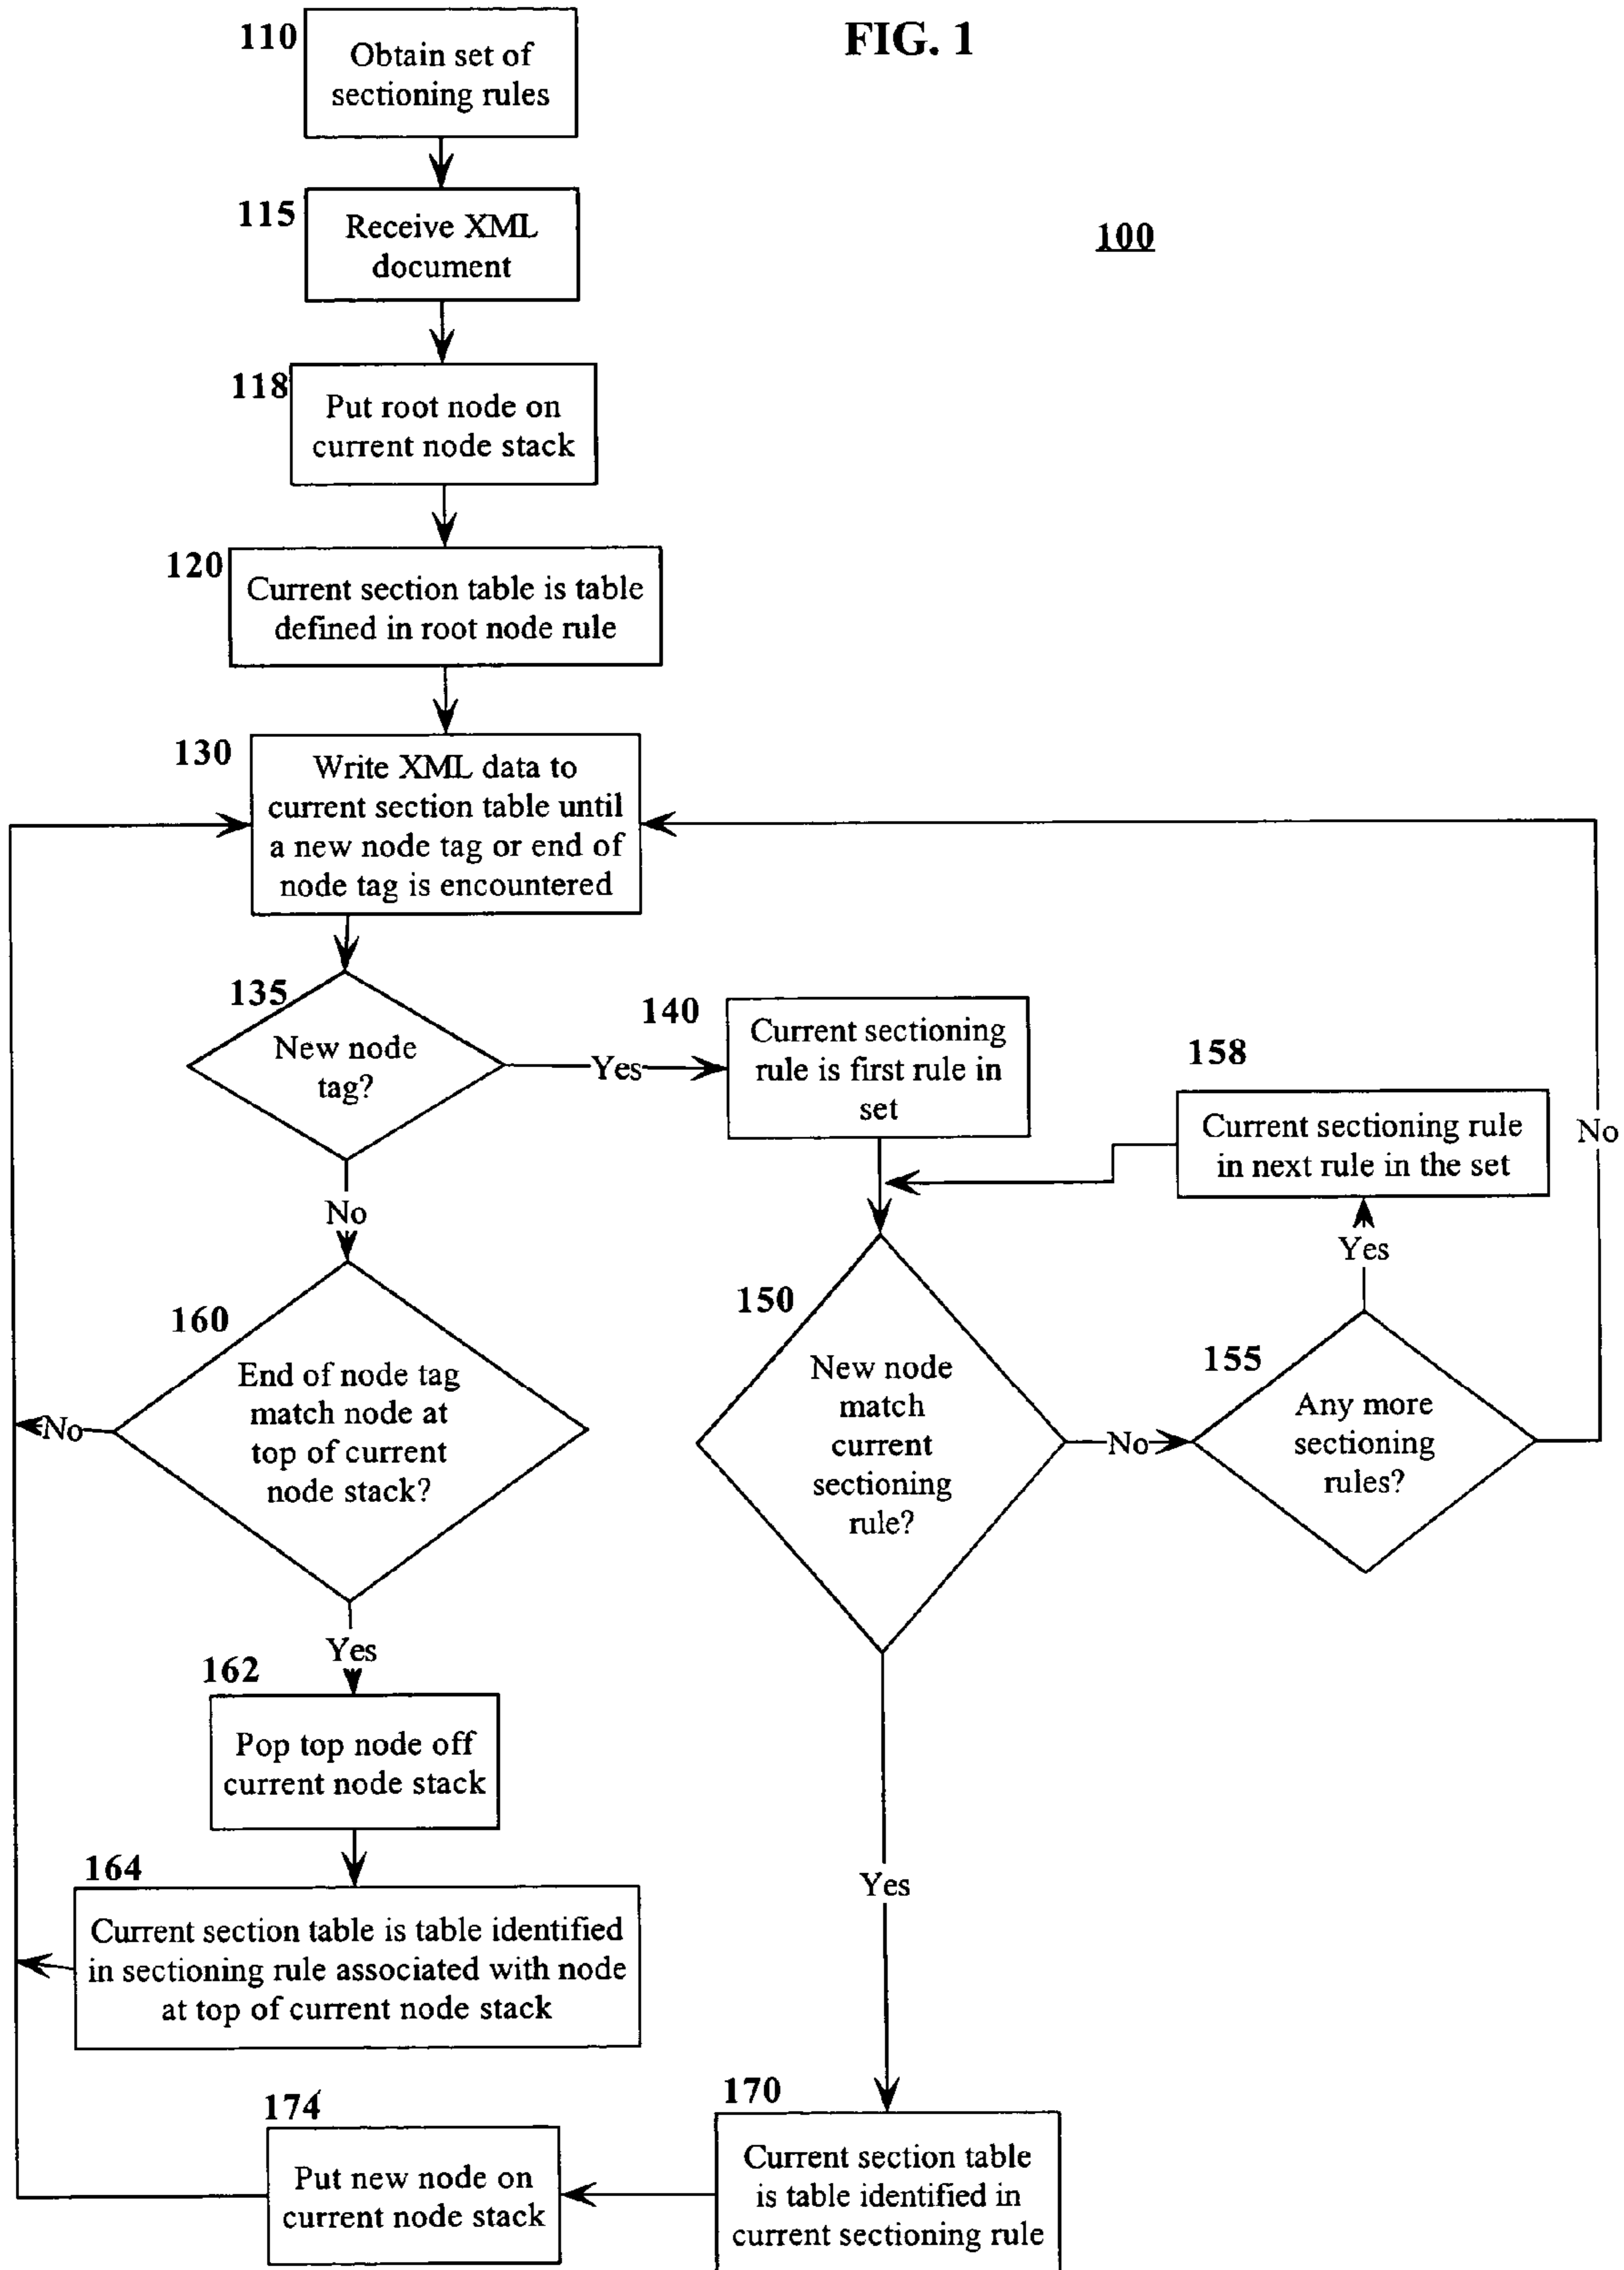 FIG. 1
100
110
Obtain set of
sectioning rules
115
Receive XML
document
118
Put root node on
current node stack
120
Current section table is table
defined in root node rule
130
Write XML data to
current section table until
a new node tag or end of
node tag is encountered
135
New node
tag?
Yes
No
140
Current sectioning
rule is first rule in
set
158
Current sectioning rule
in next rule in the set
No
Yes
150
New node
match
current
sectioning
rule?
No
155
Any more
sectioning
rules?
160
End of node tag
match node at
top of current
node stack?
No
Yes
162
Pop top node off
current node stack
164
Current section table is table identified
in sectioning rule associated with node
at top of current node stack
Yes
170
Current section table
is table identified in
current sectioning rule
174
Put new node on
current node stack